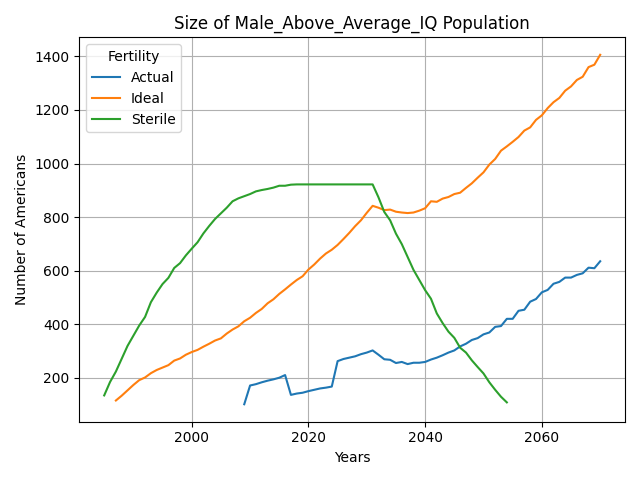 Size of Male_Above_Average_IQ Population
Fertility
Actual
Ideal
Sterile
1400
1200
1000
800
600
400
200
Number of Americans
2000
2020
2040
2060
Years